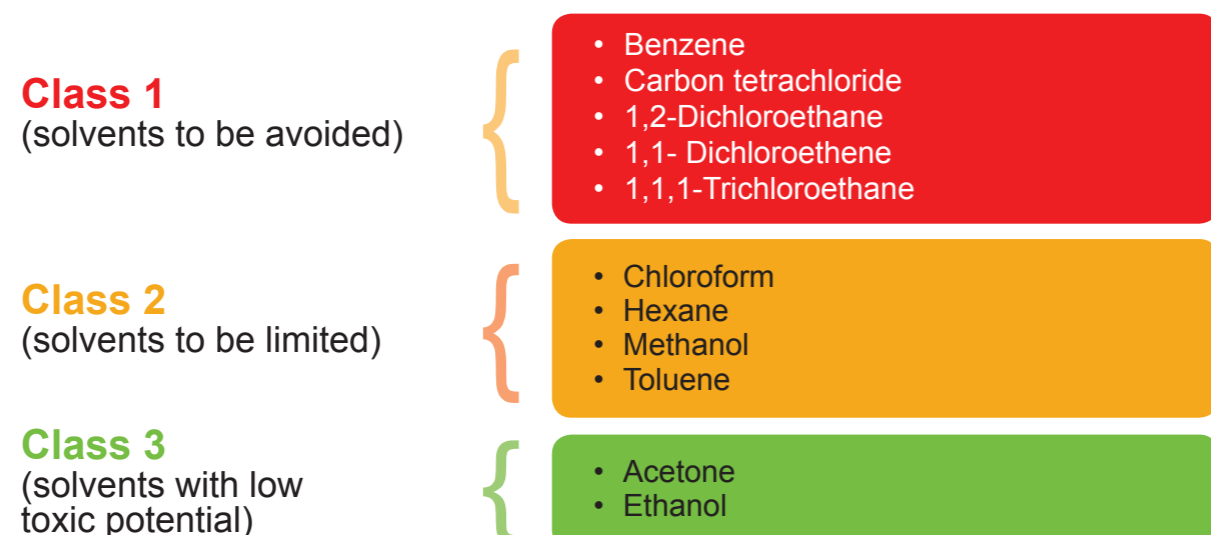 Class 1
(solvents to be avoided)
• Benzene
• Carbon tetrachloride
• 1,2-Dichloroethane
• 1,1- Dichloroethene
• 1,1,1-Trichloroethane
Class 2
(solvents to be limited)
• Chloroform
• Hexane
• Methanol
• Toluene
Class 3
(solvents with low
toxic potential)
• Acetone
• Ethanol